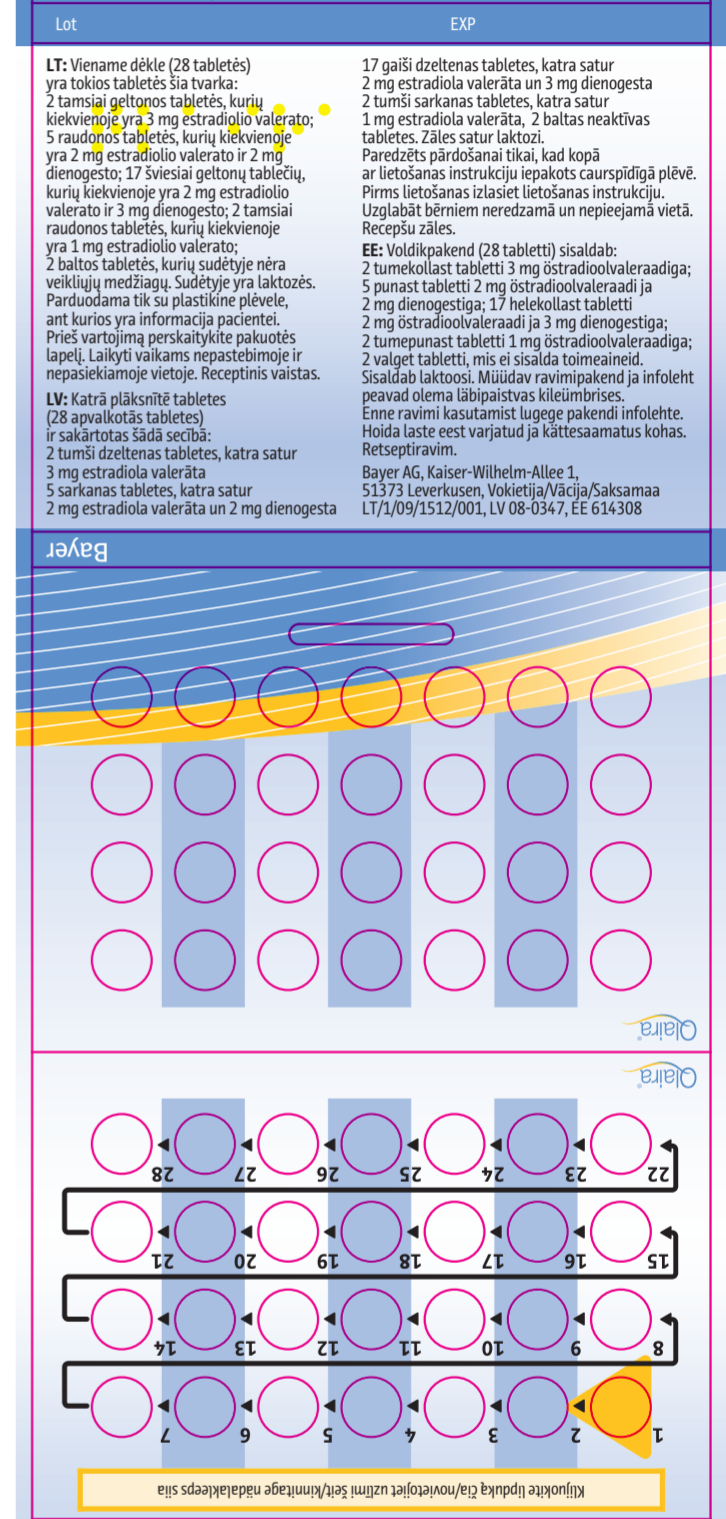 Lot
EXP
LT: Viename dėkle (28 tabletės)
yra tokios tabletės šia tvarka:
2 tamsiai geltonos tabletės, kurių
kiekvienoje yra 3 mg estradiolio valerato;
5 raudonos tabletės, kurių kiekvienoje
yra 2 mg estradiolio valerato ir 2 mg
dienogesto; 17 šviesiai geltonų tablečių,
kurių kiekvienoje yra 2 mg estradiolio
valerato ir 3 mg dienogesto; 2 tamsiai
raudonos tabletės, kurių kiekvienoje
yra 1 mg estradiolio valerato;
2 baltos tabletės, kurių sudėtyje nėra
veikliųjų medžiagų. Sudėtyje yra laktozės.
Parduodama tik su plastikine plėvele,
ant kurios yra informacija pacientei.
Prieš vartojimą perskaitykite pakuotės
lapelį. Laikyti vaikams nepastebimoje ir
nepasiekiamoje vietoje. Receptinis vaistas.
LV: Katrā plāksnītē tabletes
(28 apvalkotās tabletes)
ir sakārtotas šādā secībā:
2 tumši dzeltenas tabletes, katra satur
3 mg estradiola valerāta
5 sarkanas tabletes, katra satur
2 mg estradiola valerāta un 2 mg dienogesta
17 gaiši dzeltenas tabletes, katra satur
2 mg estradiola valerāta un 3 mg dienogesta
2 tumši sarkanas tabletes, katra satur
1 mg estradiola valerāta, 2 baltas neaktīvas
tabletes. Zāles satur laktozi.
Paredzēts pārdošanai tikai, kad kopā
ar lietošanas instrukciju iepakots caurspīdīgā plēvē.
Pirms lietošanas izlasiet lietošanas instrukciju.
Uzglabāt bērniem neredzamā un nepieejamā vietā.
Recepšu zāles.
EE: Voldikpakend (28 tabletti) sisaldab:
2 tumekollast tabletti 3 mg östradioolvaleraadiga;
5 punast tabletti 2 mg östradioolvaleraadi ja
2 mg dienogestiga; 17 helekollast tabletti
2 mg östradioolvaleraadi ja 3 mg dienogestiga;
2 tumepunast tabletti 1 mg östradioolvaleraadiga;
2 valget tabletti, mis ei sisalda toimeaineid.
Sisaldab laktoosi. Müüdav ravimipakend ja infoleht
peavad olema läbipaistvas kileümbrises.
Enne ravimi kasutamist lugege pakendi infolehte.
Hoida laste eest varjatud ja kättesaamatus kohas.
Retseptiravim.
Bayer AG, Kaiser-Wilhelm-Allee 1,
51373 Leverkusen, Vokietija/Vācija/Saksamaa
LT/1/09/1512/001, LV 08-0347, EE 614308
Bayer
Qlaira®
Qlaira®
28 27 26 25 24 23 22
21 20 19 18 17 16 15
14 13 12 11 10 9 8
7 6 5 4 3 2 1
Klijuokite lipduką čia/novietojiet uzlīmi šeit/kinnitage nädalakleeps siia